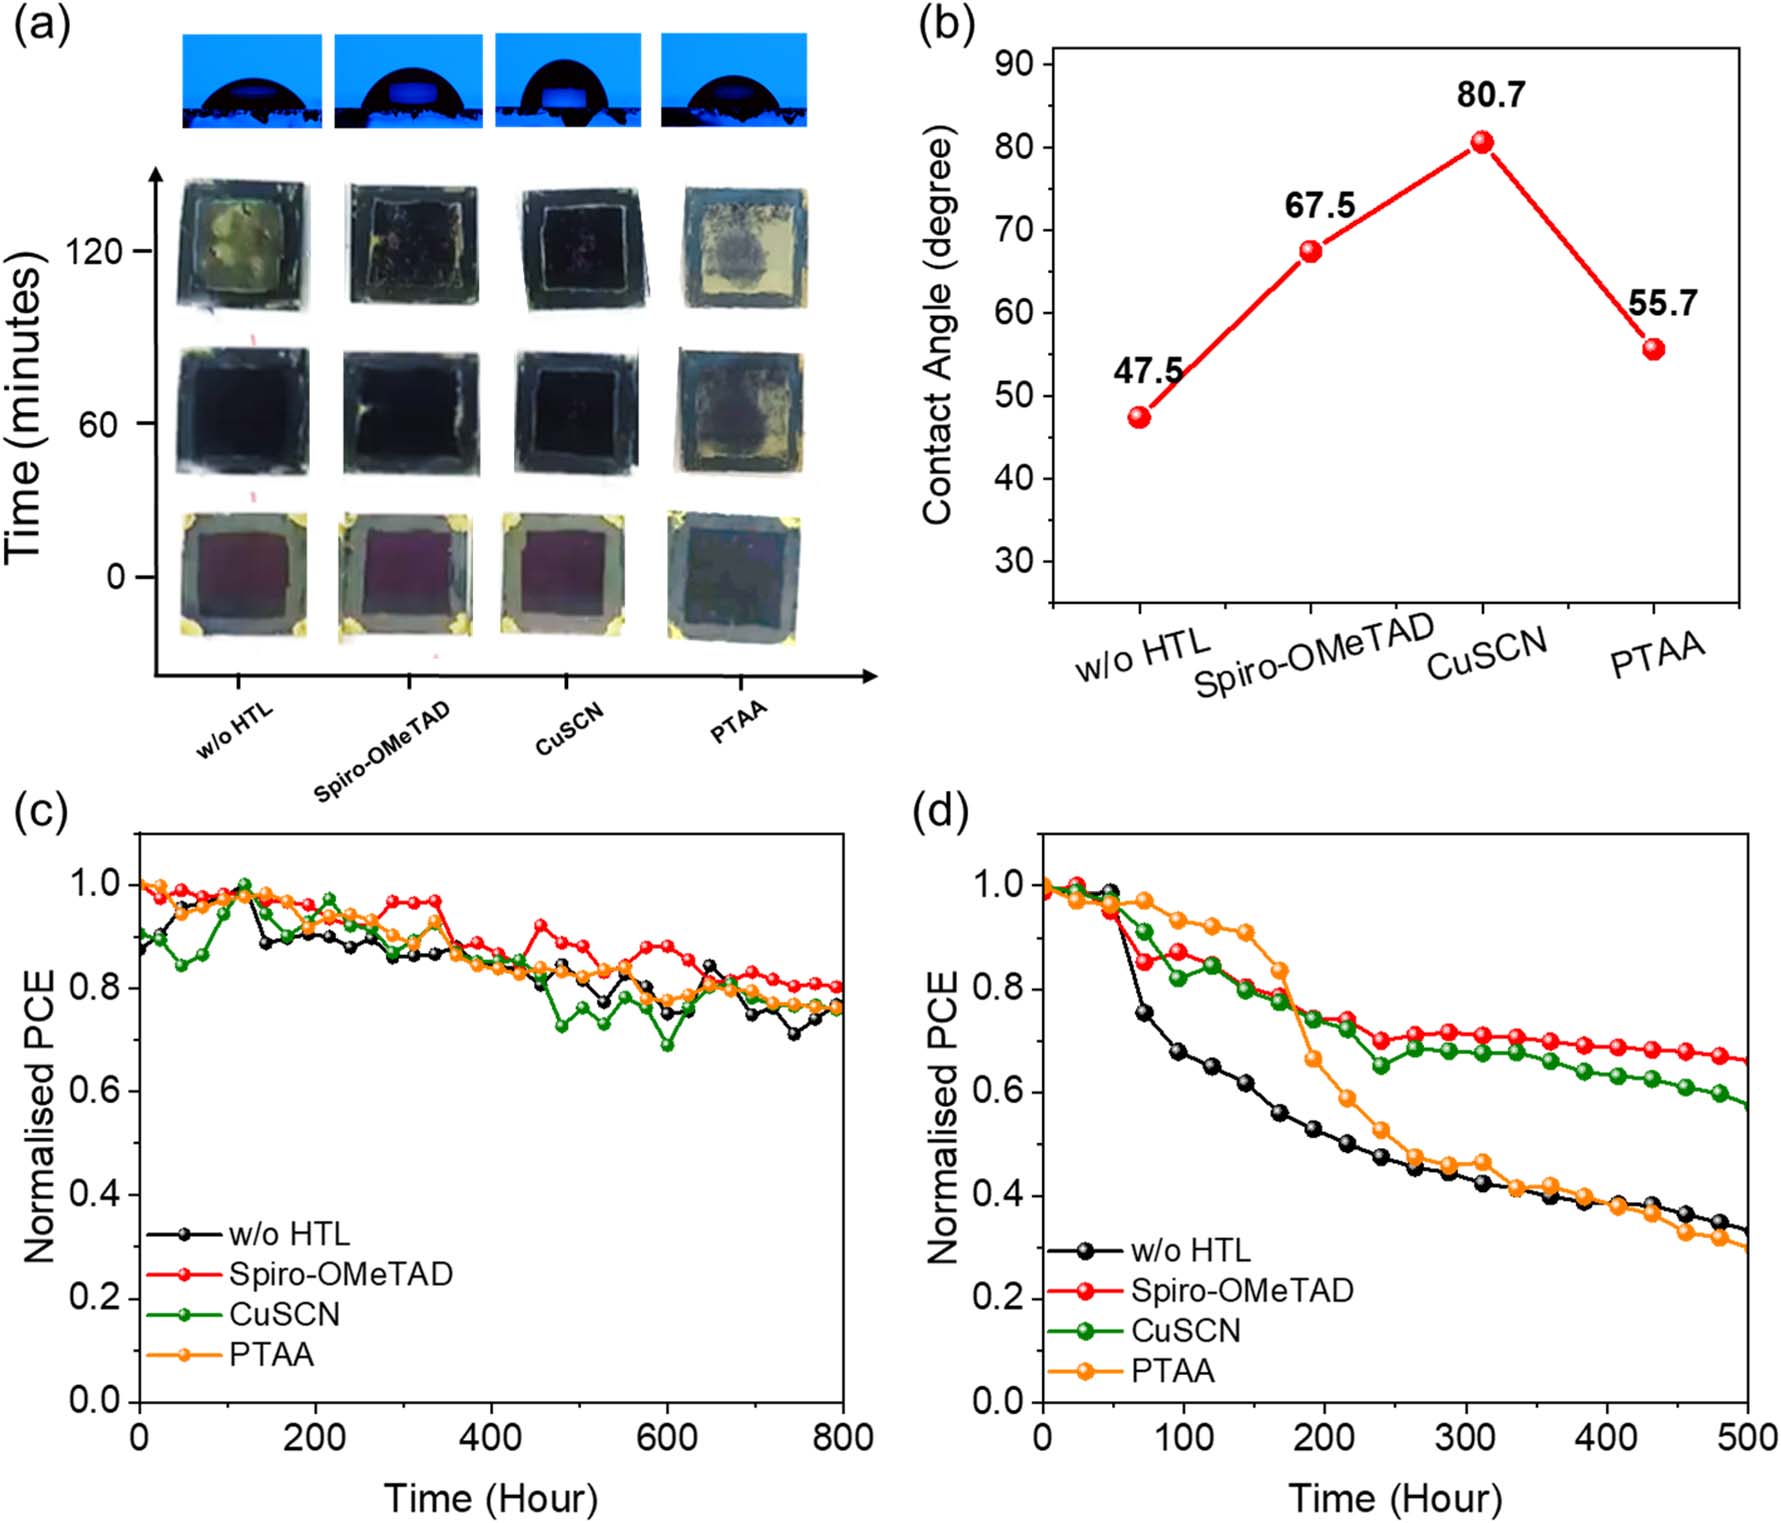 (a)
Time (minutes)
120
60
0
w/o HTL
Spiro-OMeTAD
CuSCN
PTAA
(b)
Contact Angle (degree)
90
80
70
60
50
40
30
47.5
67.5
80.7
55.7
w/o HTL
Spiro-OMeTAD
CuSCN
PTAA
(c)
Normalised PCE
1.0
0.8
0.6
0.4
0.2
0.0
w/o HTL
Spiro-OMeTAD
CuSCN
PTAA
0 200 400 600 800
Time (Hour)
(d)
Normalised PCE
1.0
0.8
0.6
0.4
0.2
0.0
w/o HTL
Spiro-OMeTAD
CuSCN
PTAA
0 100 200 300 400 500
Time (Hour)